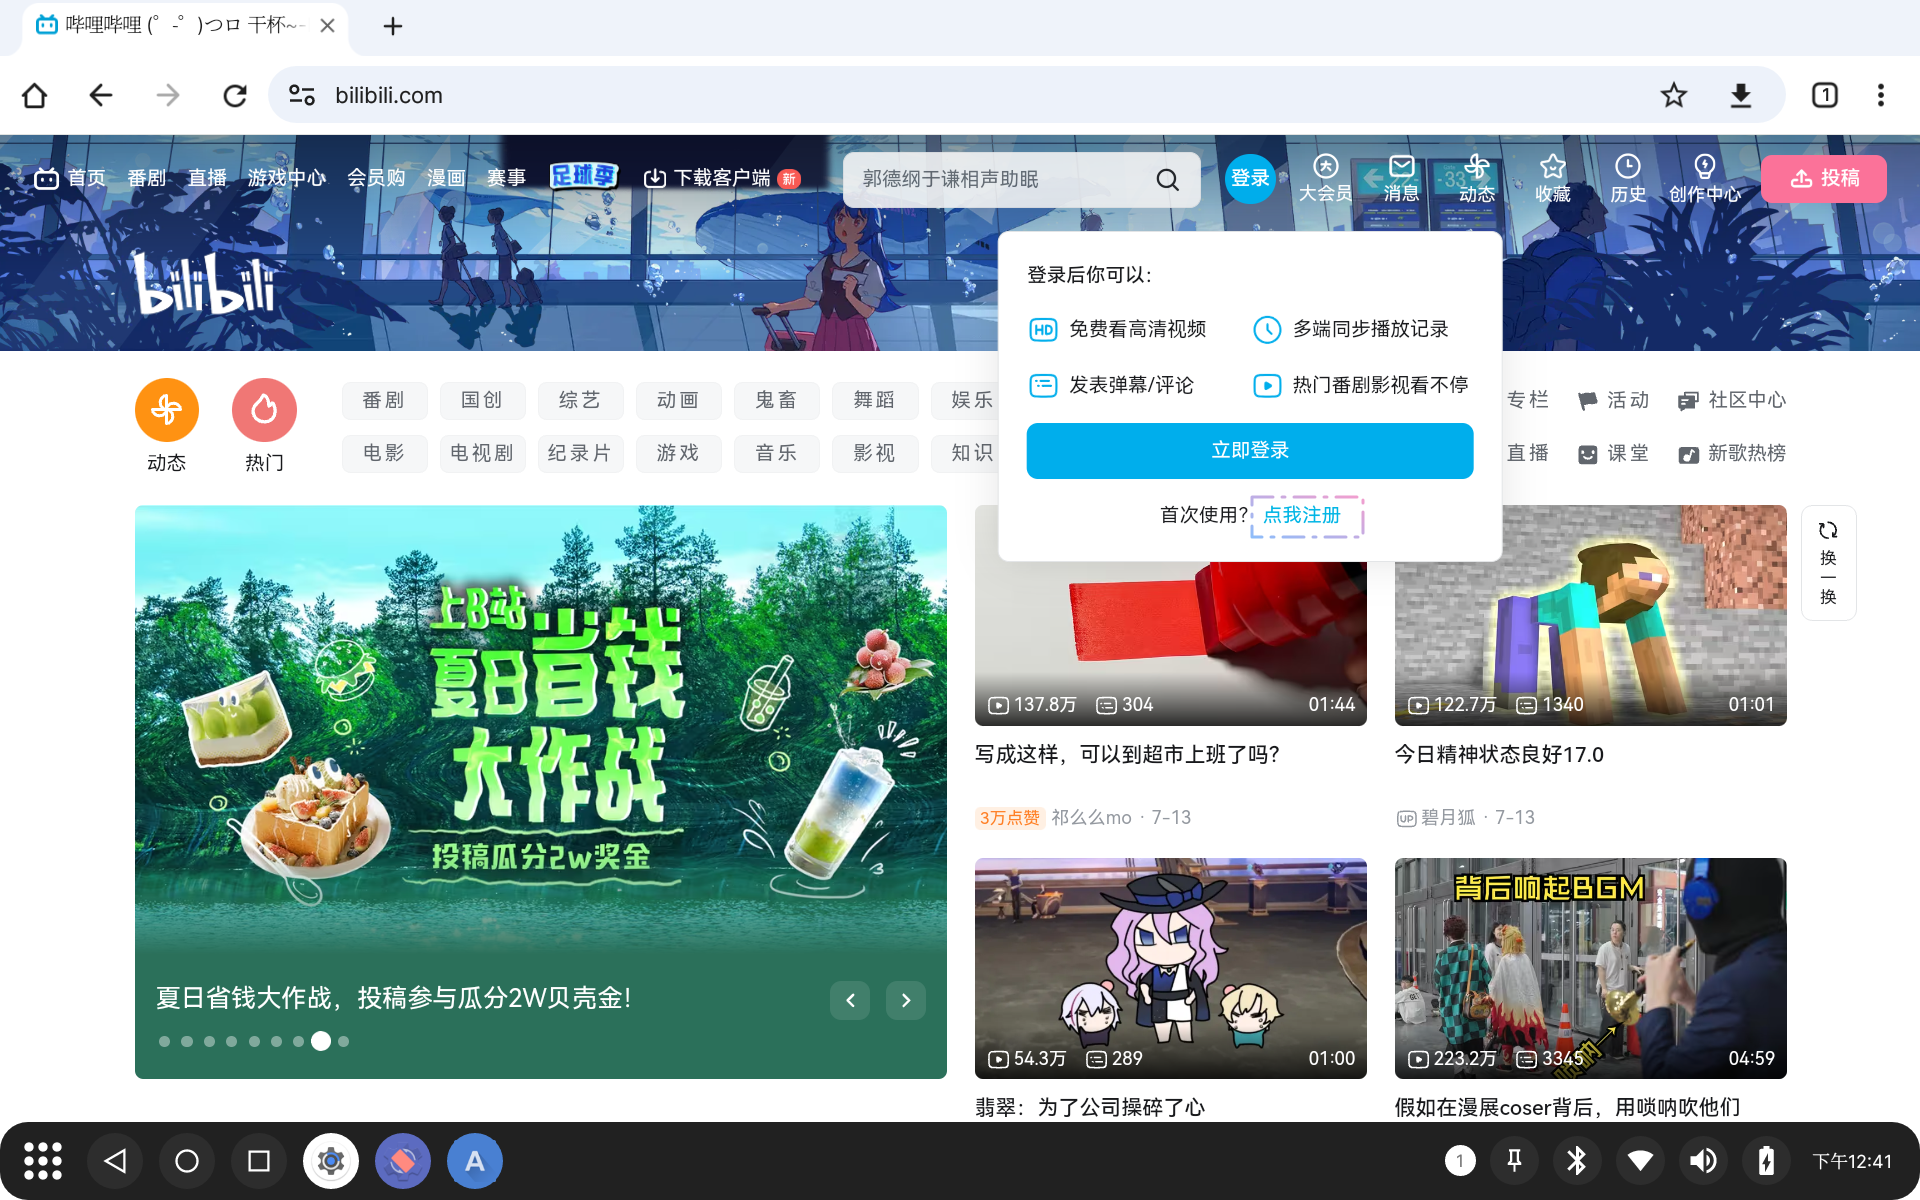 哔哩哔哩 (゜-゜)つロ 干杯~-
bilibili.com
1
首页 番剧 直播 游戏中心 会员购 漫画 赛事 足球季 下载客户端 新
郭德纲于谦相声助眠
登录 大会员 消息 动态 收藏 历史 创作中心 投稿
bilibili
登录后你可以：
HD 免费看高清视频 多端同步播放记录
发表弹幕/评论 热门番剧影视看不停
立即登录
首次使用？ 点我注册
动态 热门
番剧 国创 综艺 动画 鬼畜 舞蹈 娱乐 专栏 活动 社区中心
电影 电视剧 纪录片 游戏 音乐 影视 知识 直播 课堂 新歌热榜
上B站
夏日省钱
大作战
投稿瓜分2w奖金
夏日省钱大作战，投稿参与瓜分2W贝壳金！
137.8万 304 01:44
写成这样，可以到超市上班了吗？
3万点赞 祁么么mo · 7-13
122.7万 1340 01:01
今日精神状态良好17.0
UP 碧月狐 · 7-13
换一换
54.3万 289 01:00
翡翠：为了公司操碎了心
背后响起BGM
唢呐
223.2万 3345 04:59
假如在漫展coser背后，用唢呐吹他们
A
1
下午12:41